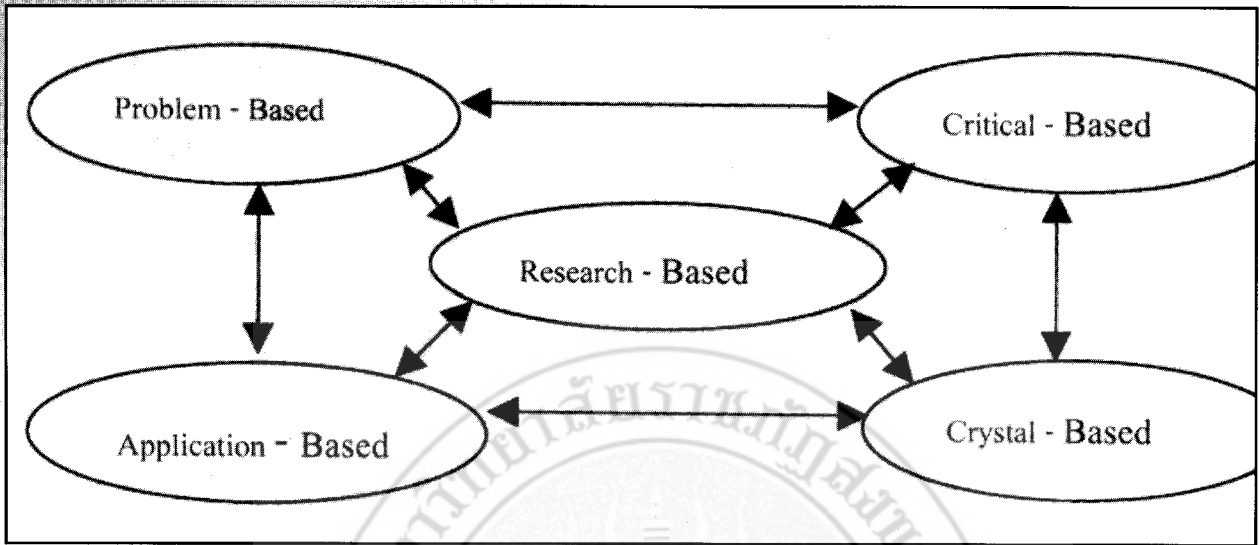 Problem - Based
Critical - Based
Research - Based
Application - Based
Crystal - Based